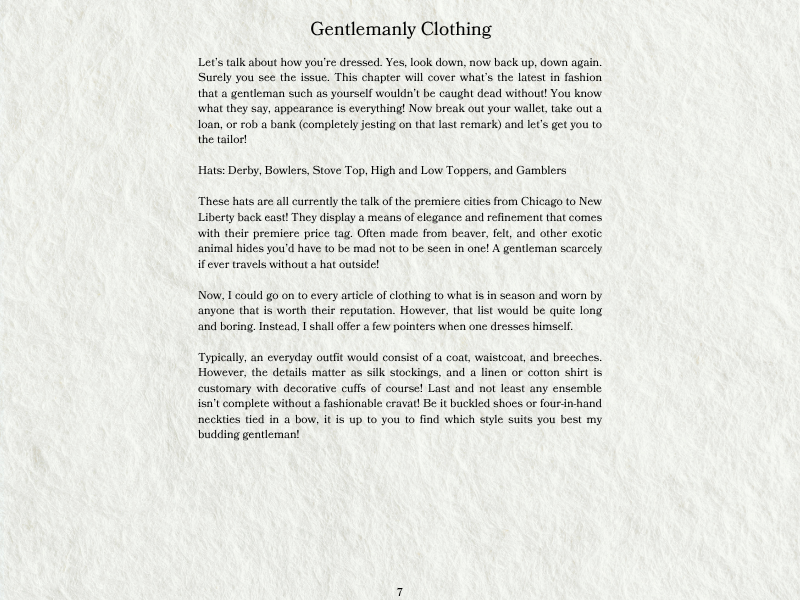 Gentlemanly Clothing
Let's talk about how you're dressed. Yes, look down, now back up, down again.
Surely you see the issue. This chapter will cover what's the latest in fashion
that a gentleman such as yourself wouldn't be caught dead without! You know
what they say, appearance is everything! Now break out your wallet, take out a
loan, or rob a bank (completely jesting on that last remark) and let's get you to
the tailor!
Hats: Derby, Bowlers, Stove Top, High and Low Toppers, and Gamblers
These hats are all currently the talk of the premiere cities from Chicago to New
Liberty back east! They display a means of elegance and refinement that comes
with their premiere price tag. Often made from beaver, felt, and other exotic
animal hides you'd have to be mad not to be seen in one! A gentleman scarcely
if ever travels without a hat outside!
Now, I could go on to every article of clothing to what is in season and worn by
anyone that is worth their reputation. However, that list would be quite long
and boring. Instead, I shall offer a few pointers when one dresses himself.
Typically, an everyday outfit would consist of a coat, waistcoat, and breeches.
However, the details matter as silk stockings, and a linen or cotton shirt is
customary with decorative cuffs of course! Last and not least any ensemble
isn't complete without a fashionable cravat! Be it buckled shoes or four-in-hand
neckties tied in a bow, it is up to you to find which style suits you best my
budding gentleman!
7